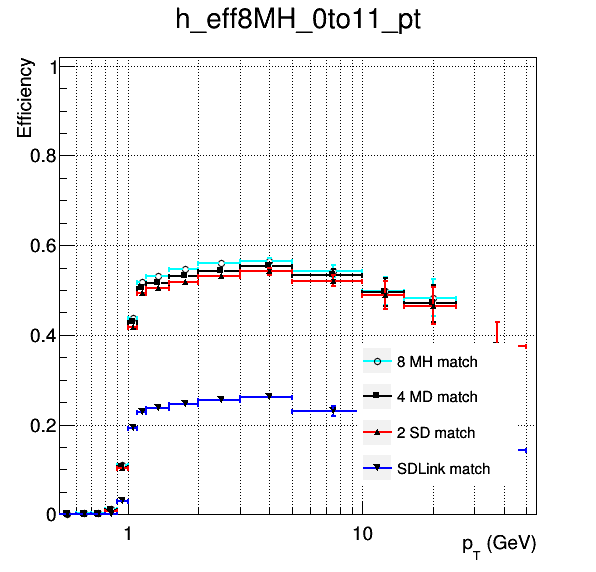 h_eff8MH_0to11_pt
Efficiency
1
0.8
0.6
0.4
0.2
0
8 MH match
4 MD match
2 SD match
SDLink match
1
10
p_T (GeV)